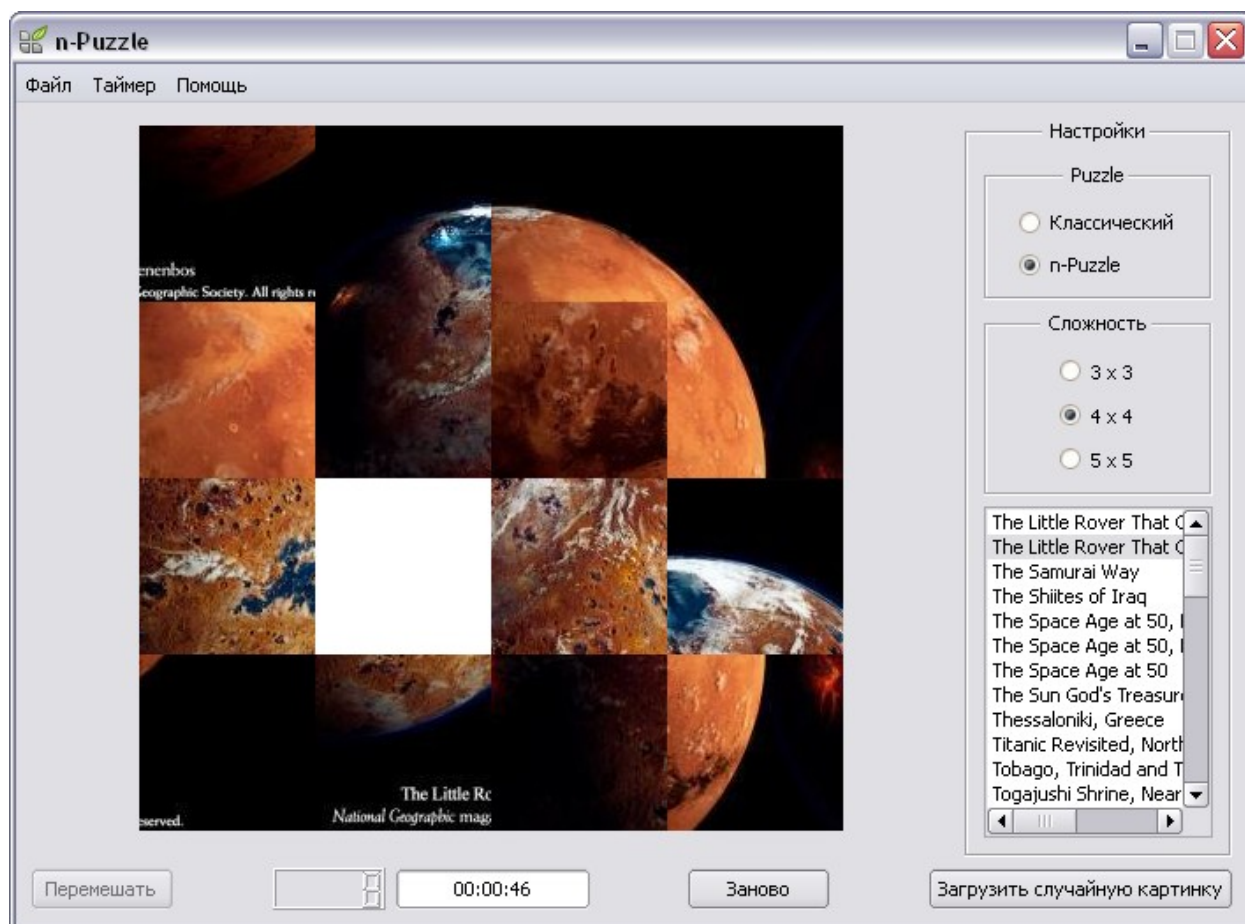 n-Puzzle
Файл Таймер Помощь
Настройки
Puzzle
Классический
n-Puzzle
Сложность
3 x 3
4 x 4
5 x 5
enenbos
Geographic Society. All rights r
The Little Rover That
The Little Rover That
The Samurai Way
The Shiites of Iraq
The Space Age at 50,
The Space Age at 50,
The Space Age at 50
The Sun God's Treasur
Thessaloniki, Greece
Titanic Revisited, North
Tobago, Trinidad and T
Togajushi Shrine, Near
The Little Ro
National Geographic mag
eserved.
Перемешать
00:00:46
Заново
Загрузить случайную картинку